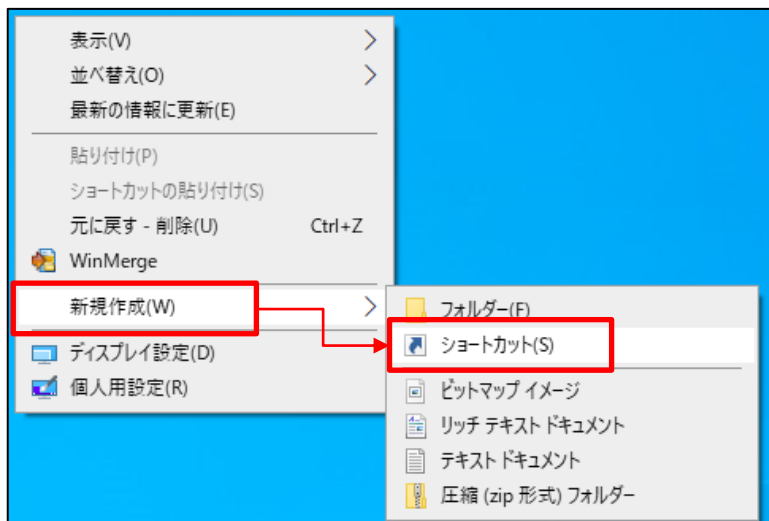 表示(V)
並べ替え(O)
最新の情報に更新(E)
貼り付け(P)
ショートカットの貼り付け(S)
元に戻す - 削除(U) Ctrl+Z
WinMerge
新規作成(W)
ディスプレイ設定(D)
個人用設定(R)
フォルダー(F)
ショートカット(S)
ビットマップ イメージ
リッチ テキスト ドキュメント
テキスト ドキュメント
圧縮 (zip 形式) フォルダー